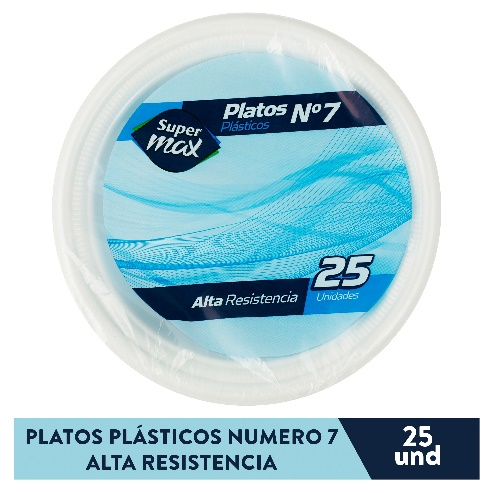 Super
max
Platos Nº7
Plásticos
25
Unidades
Alta Resistencia
PLATOS PLÁSTICOS NUMERO 7
ALTA RESISTENCIA
25
und